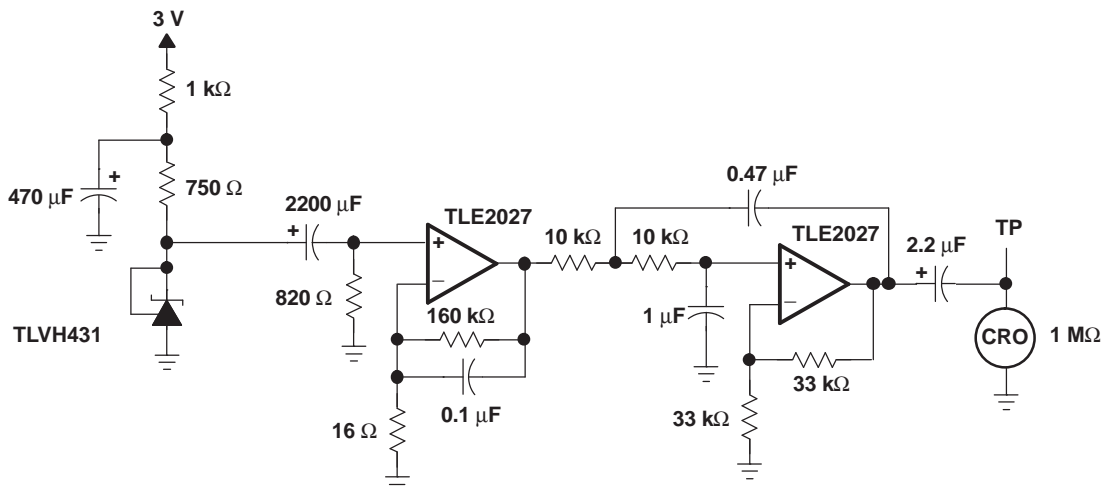 3 V
1 kΩ
470 μF
+
750 Ω
TLVH431
2200 μF
+
820 Ω
TLE2027
+
−
160 kΩ
0.1 μF
16 Ω
10 kΩ
10 kΩ
0.47 μF
1 μF
TLE2027
+
−
33 kΩ
33 kΩ
2.2 μF
+
TP
CRO
1 MΩ